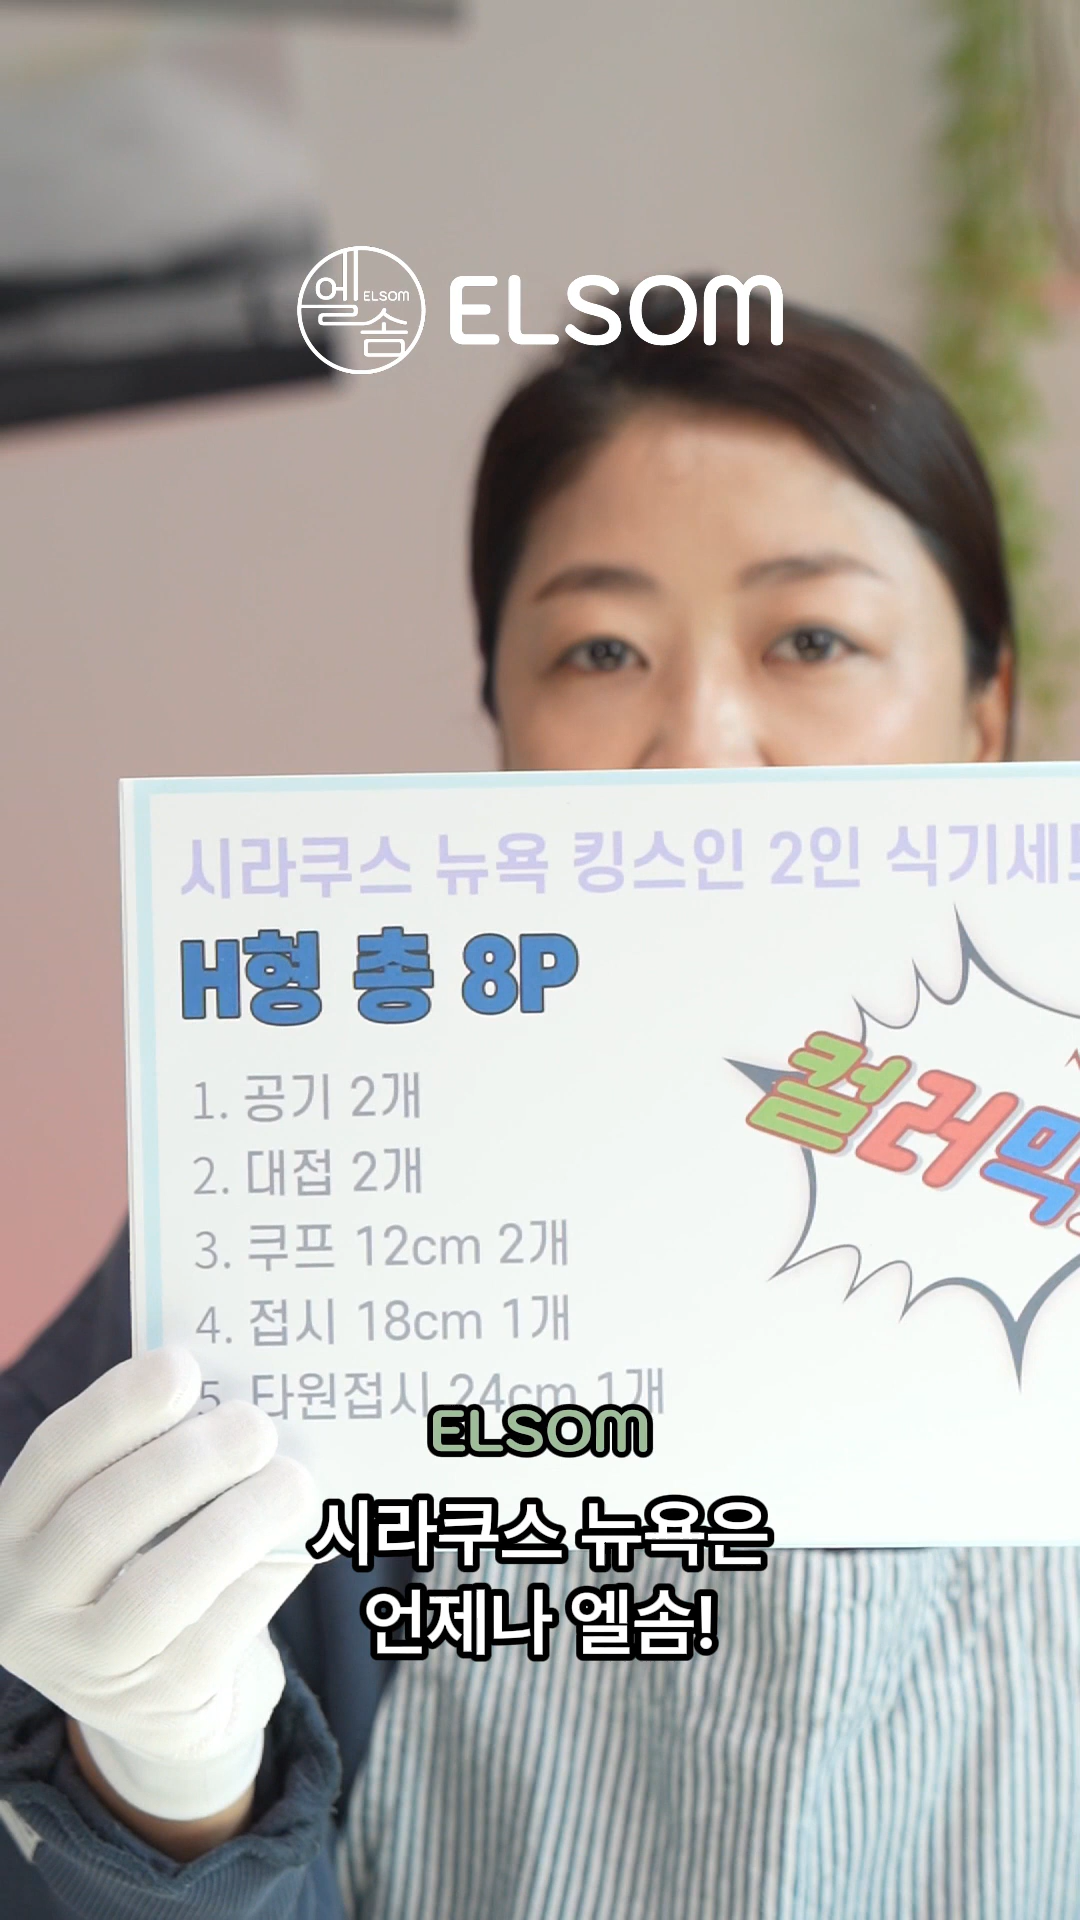 엘솜 ELSOM
ELSOM
시라쿠스 뉴욕 킹스인 2인 식기세트
H형 총 8P
컬러믹스
1. 공기 2개
2. 대접 2개
3. 쿠프 12cm 2개
4. 접시 18cm 1개
5. 타원접시 24cm 1개
ELSOM
시라쿠스 뉴욕은
언제나 엘솜!